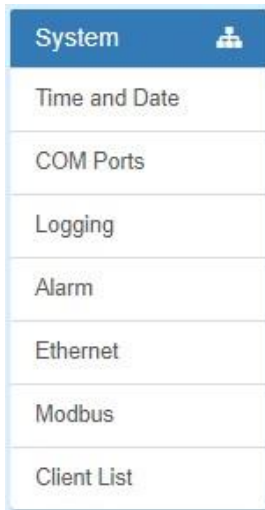 System
Time and Date
COM Ports
Logging
Alarm
Ethernet
Modbus
Client List